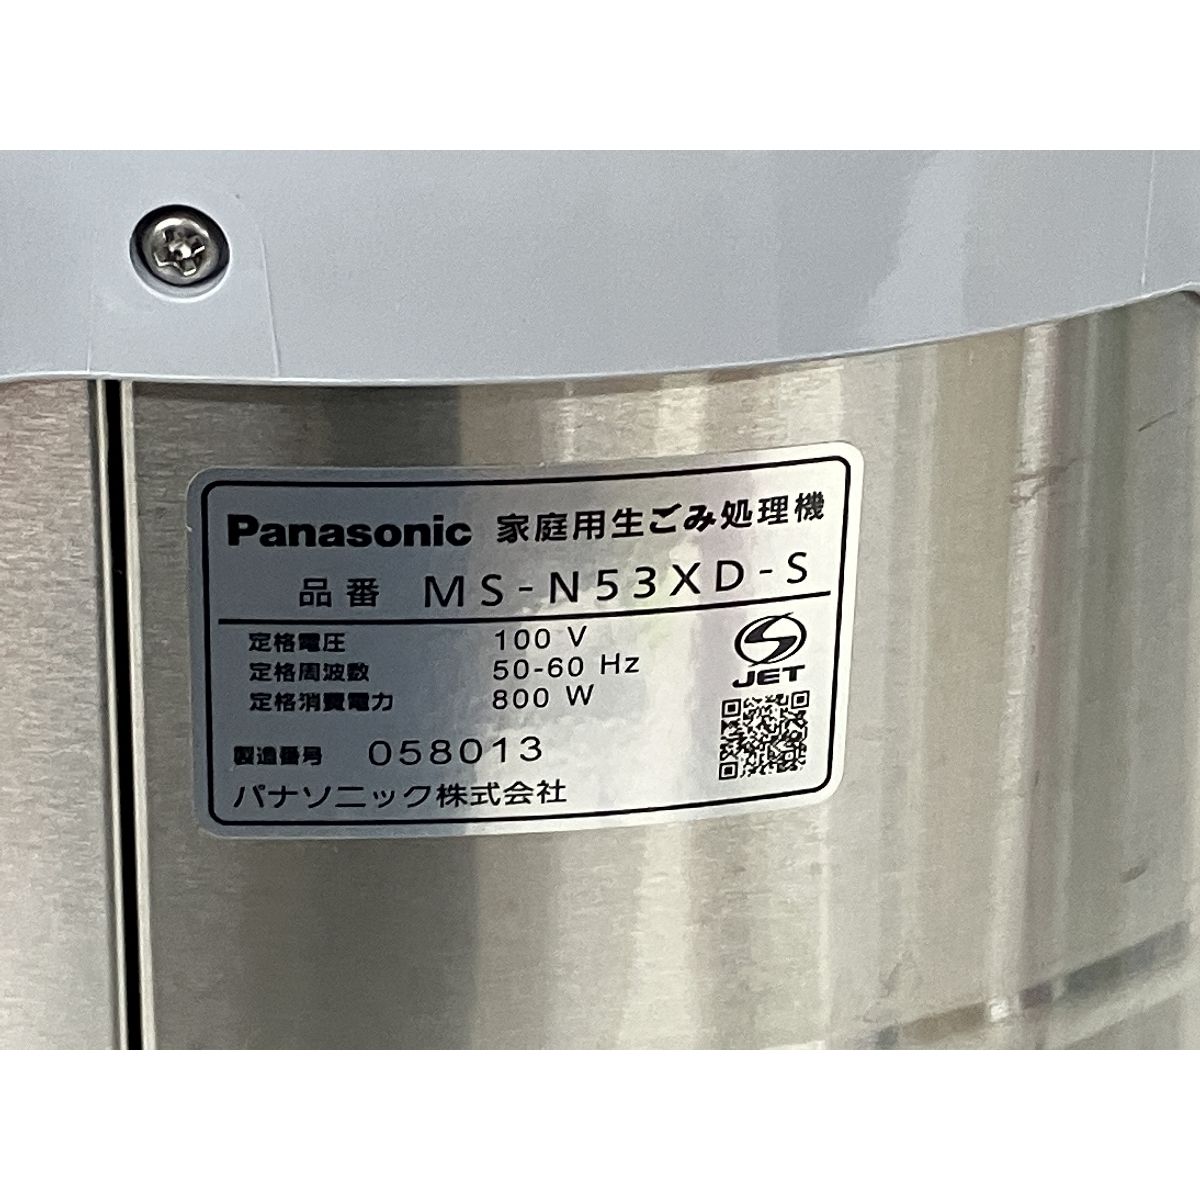 Panasonic 家庭用生ごみ処理機
品番 MS-N53XD-S
定格電圧 100 V
定格周波数 50-60 Hz
定格消費電力 800 W
S
JET
製造番号 058013
パナソニック株式会社